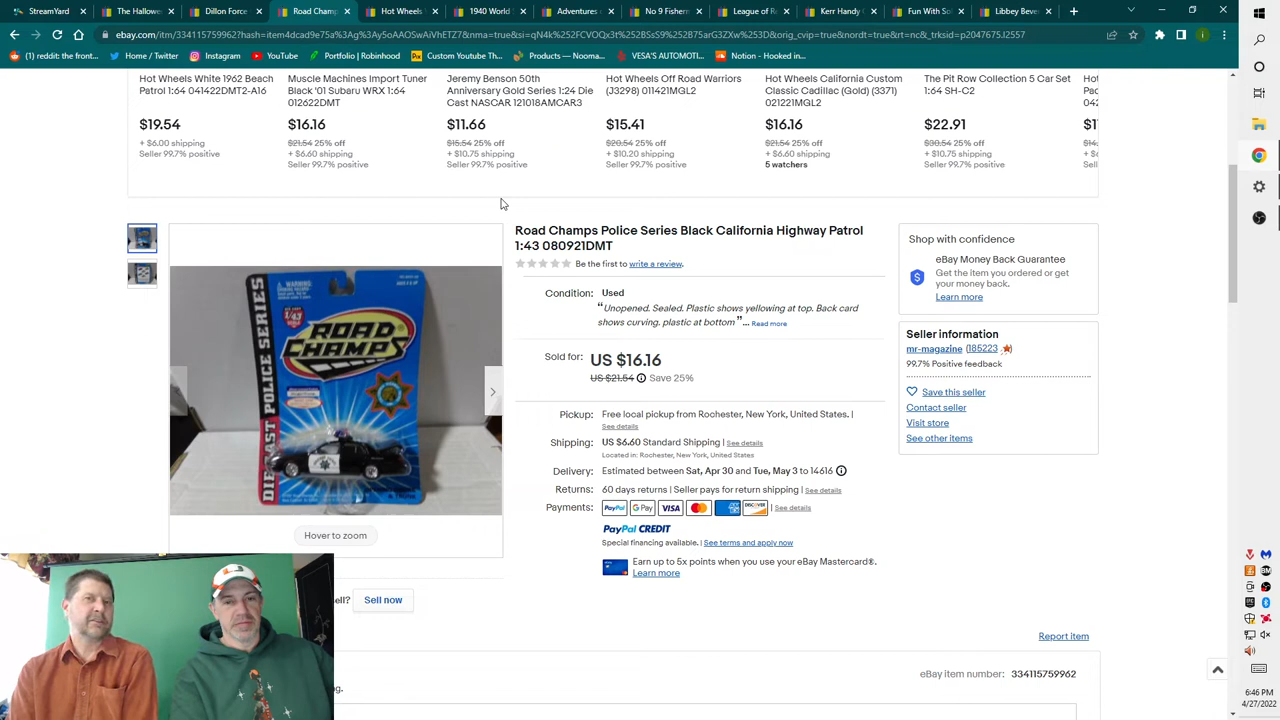 StreamY
The Hallowe
Dillon Force
Road Champ
Hot Wheels
1940 World
Adventures
No 9 Fishern
League of R
Kerr Handy
Fun With So
Libbey Bever
ebay.com/itm/334115759962?
(1) reddit: the front...
Home / Twitter
Instagram
YouTube
Portfolio | Robinhood
Custom Youtube Th...
Products — Nooma...
VESA'S AUTOMOTI...
Notion - Hooked in...
Hot Wheels White 1962 Beach Patrol 1:64 041422DMT2-A16
$19.54
+ $6.00 shipping
Seller 99.7% positive
Muscle Machines Import Tuner Black '01 Subaru WRX 1:64 012622DMT
$16.16
$21.54 25% off
+ $6.60 shipping
Seller 99.7% positive
Jeremy Benson 50th Anniversary Gold Series 1:24 Die Cast NASCAR 121018AMCAR3
$11.66
$15.54 25% off
+ $10.75 shipping
Seller 99.7% positive
Hot Wheels Off Road Warriors (J3298) 011421MGL2
$15.41
$20.54 25% off
+ $10.20 shipping
Seller 99.7% positive
Hot Wheels California Custom Classic Cadillac (Gold) (3371) 021221MGL2
$16.16
$21.54 25% off
+ $6.60 shipping
5 watchers
The Pit Row Collection 5 Car Set 1:64 SH-C2
$22.91
$30.54 25% off
+ $10.75 shipping
Seller 99.7% positive
Road Champs Police Series Black California Highway Patrol
1:43 080921DMT
Be the first to write a review.
Condition: Used
“Unopened. Sealed. Plastic shows yellowing at top. Back card
shows curving. plastic at bottom ”... Read more
Sold for: US $16.16
US $21.54 Save 25%
Pickup: Free local pickup from Rochester, New York, United States. |
See details
Shipping: US $6.60 Standard Shipping | See details
Located in: Rochester, New York, United States
Delivery: Estimated between Sat, Apr 30 and Tue, May 3 to 14616
Returns: 60 days returns | Seller pays for return shipping | See details
Payments: PayPal G Pay VISA DISCOVER | See details
PayPal CREDIT
Special financing available. | See terms and apply now
Earn up to 5x points when you use your eBay Mastercard®.
Learn more
Shop with confidence
eBay Money Back Guarantee
Get the item you ordered or get
your money back.
Learn more
Seller information
mr-magazine (185223)
99.7% Positive feedback
Save this seller
Contact seller
Visit store
See other items
WARNING:
1/43
ROAD
CHAMPS
DIE CAST POLICE SERIES
Hover to zoom
ell? Sell now
Report item
eBay item number: 334115759962
ng.
6:46 PM
4/27/2022